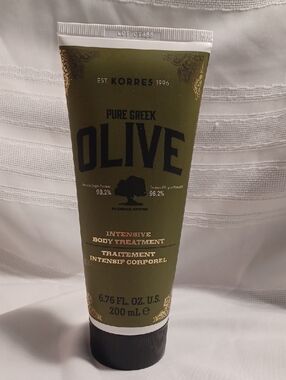 EST. KORRES 1996
PURE GREEK
OLIVE
98.2% 98.2%
INTENSIVE
BODY TREATMENT
TRAITEMENT
INTENSIF CORPOREL
6.76 FL. OZ. U.S.
200 mL e